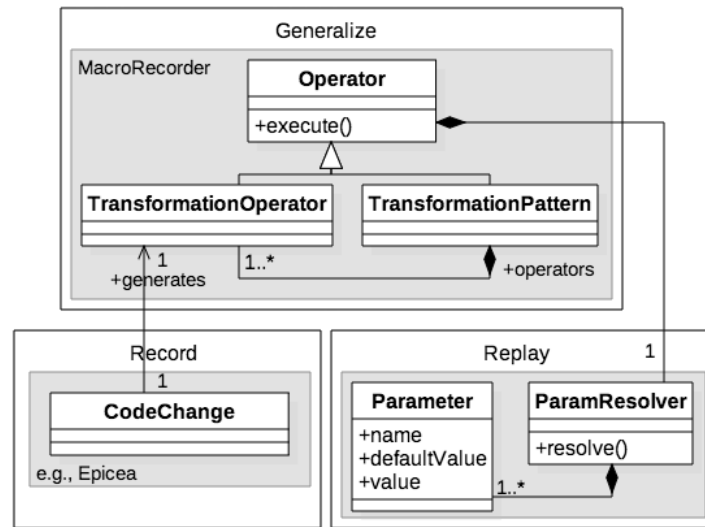 Generalize
MacroRecorder
Operator
+execute()
TransformationOperator
TransformationPattern
1
+generates
1..*
+operators
Record
1
CodeChange
e.g., Epicea
Replay
1
Parameter
+name
+defaultValue
+value
ParamResolver
+resolve()
1..*